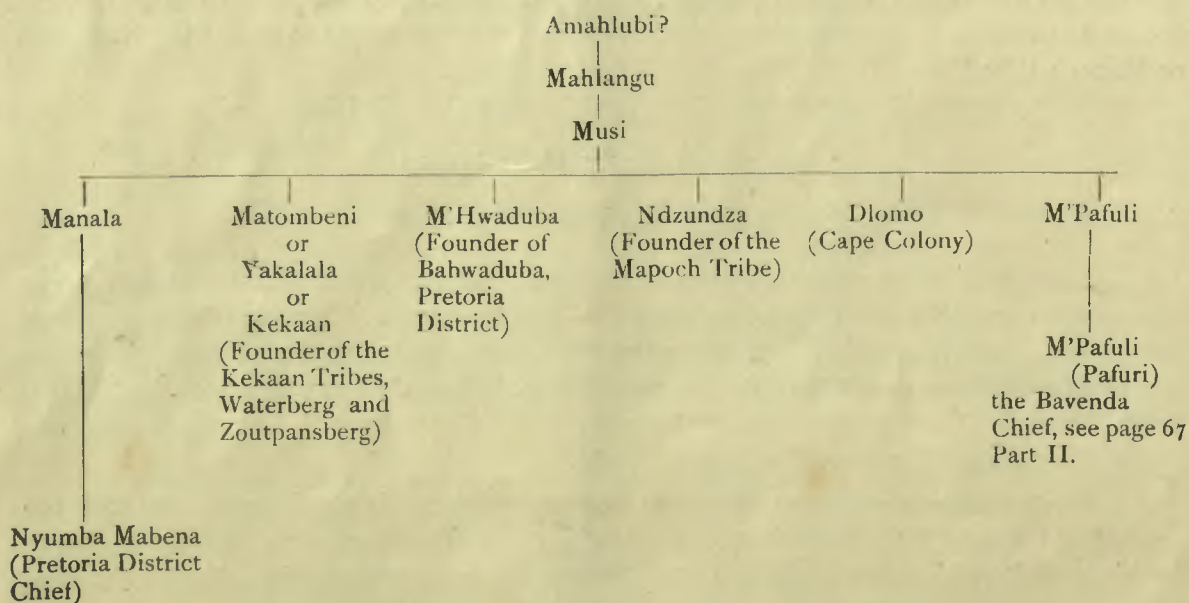 Amahlubi?
Mahlangu
Musi
Manala
Matombeni
or
Yakalala
or
Kekaan
(Founder of the
Kekaan Tribes,
Waterberg and
Zoutpansberg)
M'Hwaduba
(Founder of
Bahwaduba,
Pretoria
District)
Ndzundza
(Founder of the
Mapoch Tribe)
Dlomo
(Cape Colony)
M'Pafuli
M'Pafuli
(Pafuri)
the Bavenda
Chief, see page 67
Part II.
Nyumba Mabena
(Pretoria District
Chief)